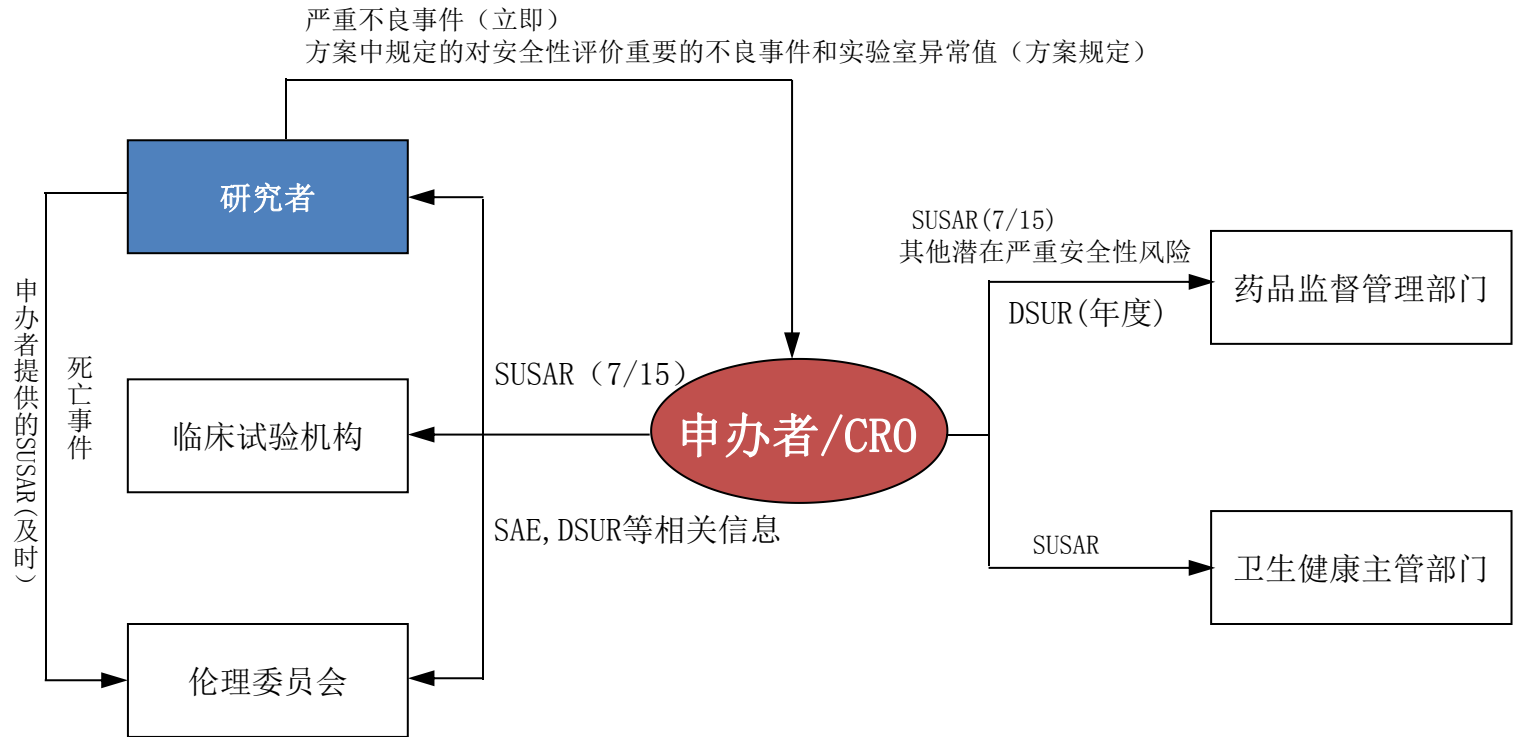 严重不良事件（立即）
方案中规定的对安全性评价重要的不良事件和实验室异常值（方案规定）
研究者
SUSAR(7/15)
其他潜在严重安全性风险
药品监督管理部门
DSUR(年度)
申办者提供的SUSAR(及时)
死亡事件
SUSAR（7/15）
临床试验机构
申办者/CRO
SAE,DSUR等相关信息
SUSAR
卫生健康主管部门
伦理委员会